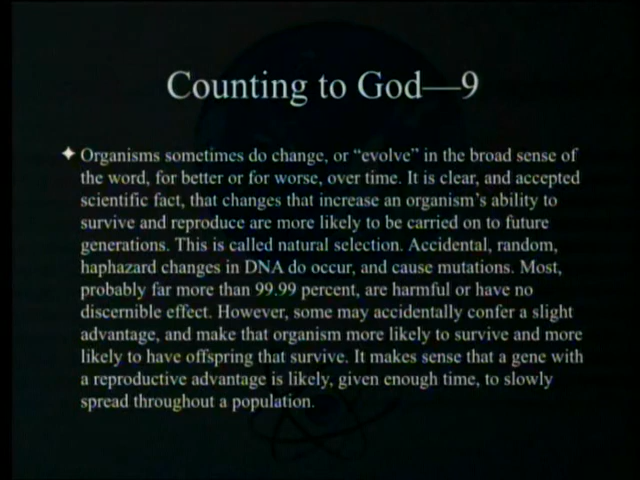 Counting to God—9
✦ Organisms sometimes do change, or “evolve” in the broad sense of
the word, for better or for worse, over time. It is clear, and accepted
scientific fact, that changes that increase an organism’s ability to
survive and reproduce are more likely to be carried on to future
generations. This is called natural selection. Accidental, random,
haphazard changes in DNA do occur, and cause mutations. Most,
probably far more than 99.99 percent, are harmful or have no
discernible effect. However, some may accidentally confer a slight
advantage, and make that organism more likely to survive and more
likely to have offspring that survive. It makes sense that a gene with
a reproductive advantage is likely, given enough time, to slowly
spread throughout a population.